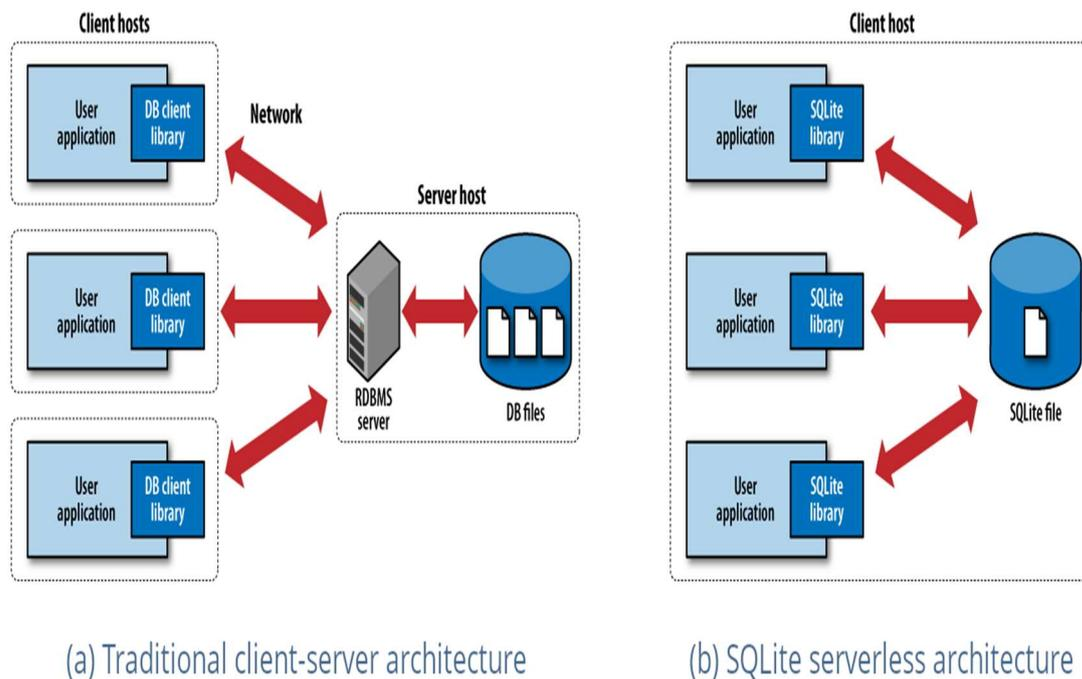 Client hosts
User
application
DB client
library
Network
User
application
DB client
library
Server host
RDBMS
server
DB files
User
application
DB client
library
(a) Traditional client-server architecture
Client host
User
application
SQLite
library
User
application
SQLite
library
SQLite file
User
application
SQLite
library
(b) SQLite serverless architecture